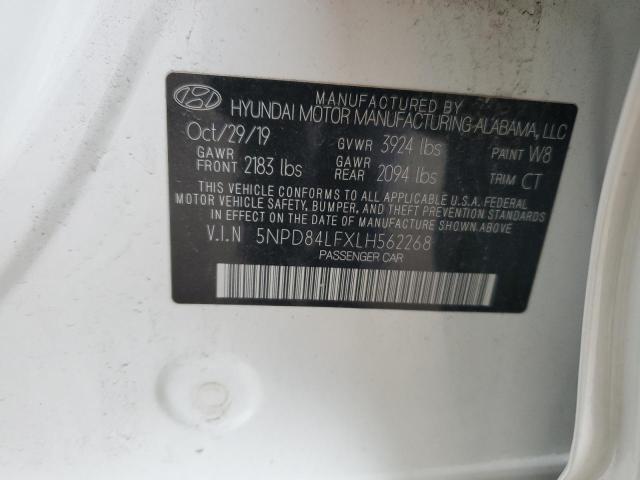 MANUFACTURED BY
HYUNDAI MOTOR MANUFACTURING ALABAMA, LLC
Oct/29/19 GVWR 3924 lbs PAINT W8
GAWR FRONT 2183 lbs GAWR REAR 2094 lbs TRIM CT
THIS VEHICLE CONFORMS TO ALL APPLICABLE U.S.A. FEDERAL
MOTOR VEHICLE SAFETY, BUMPER, AND THEFT PREVENTION STANDARDS
IN EFFECT ON THE DATE OF MANUFACTURE SHOWN ABOVE.
V.I.N 5NPD84LFXLH562268
PASSENGER CAR